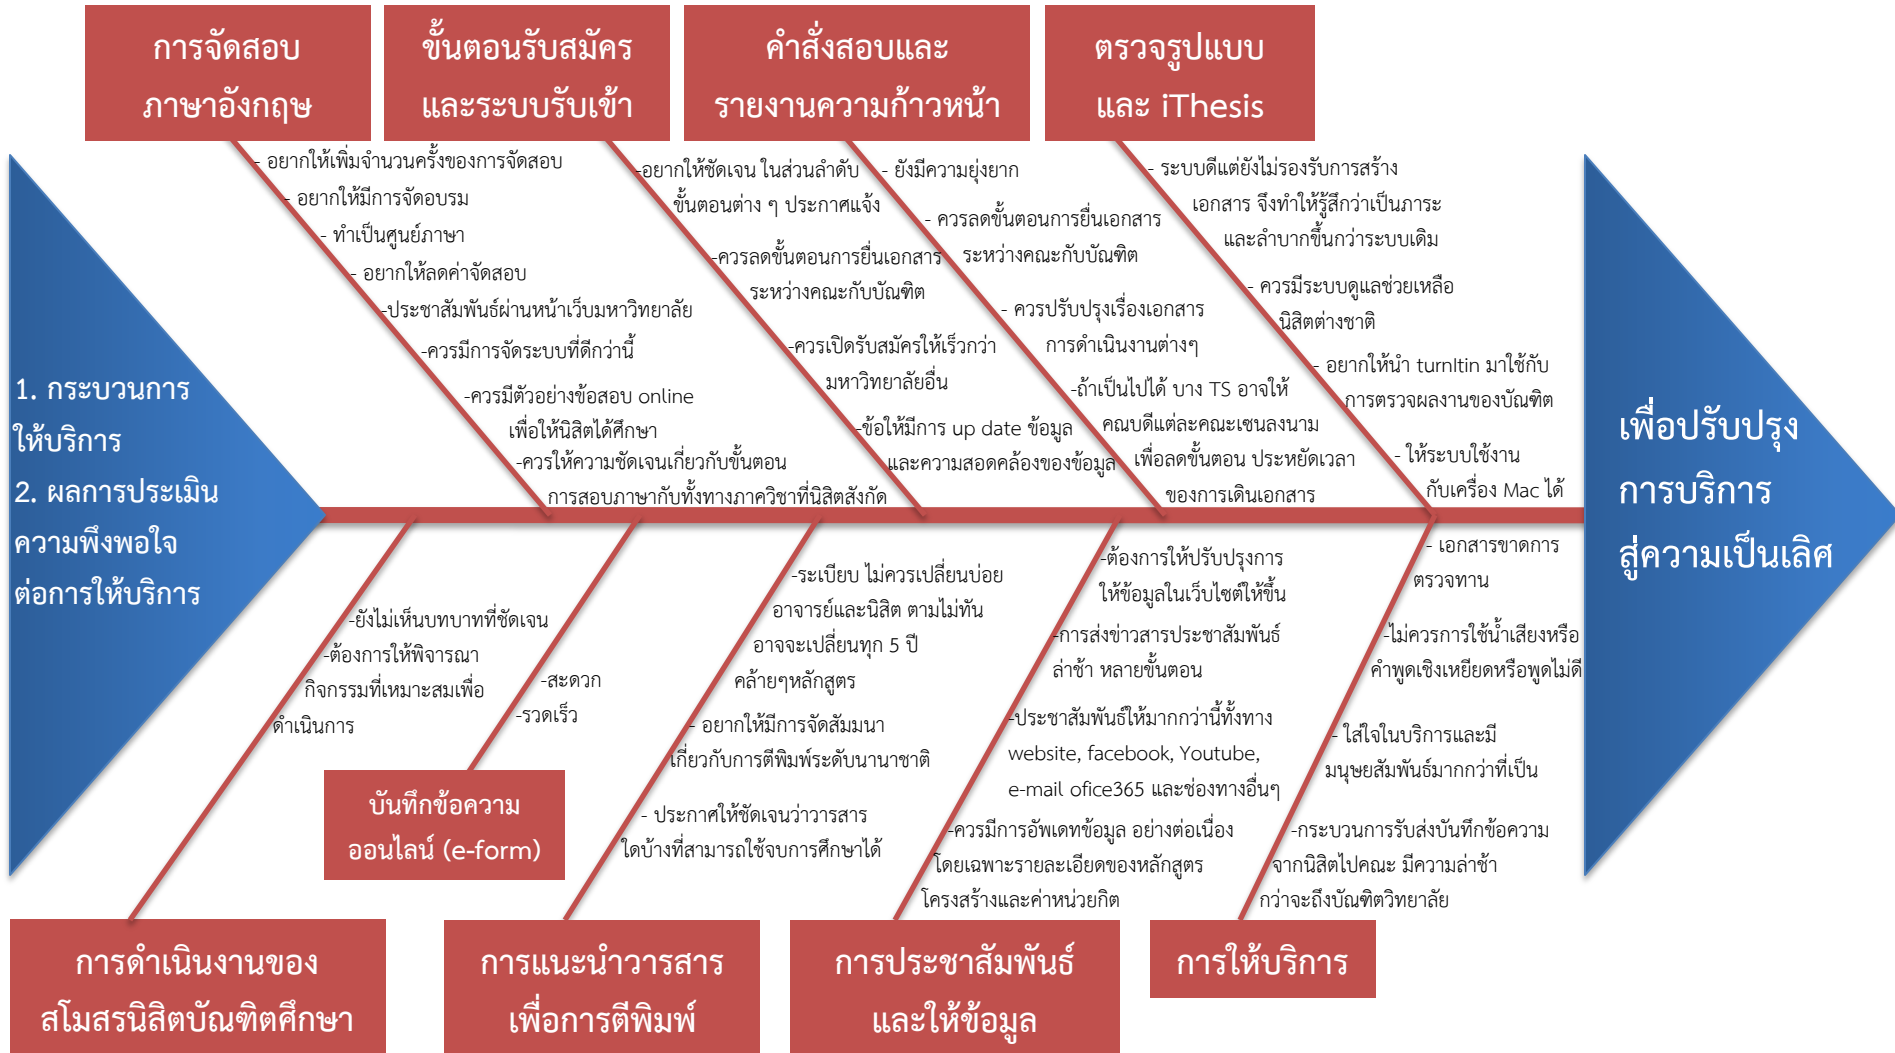 การจัดสอบ
ภาษาอังกฤษ
ขั้นตอนรับสมัคร
และระบบรับเข้า
คำสั่งสอบและ
รายงานความก้าวหน้า
ตรวจรูปแบบ
และ iThesis
- อยากให้เพิ่มจำนวนครั้งของการจัดสอบ
- อยากให้มีการจัดอบรม
- ทำเป็นศูนย์ภาษา
- อยากให้ลดค่าจัดสอบ
-ประชาสัมพันธ์ผ่านหน้าเว็บมหาวิทยาลัย
-ควรมีการจัดระบบที่ดีกว่านี้
-ควรมีตัวอย่างข้อสอบ online
เพื่อให้นิสิตได้ศึกษา
-ควรให้ความชัดเจนเกี่ยวกับขั้นตอน
การสอบภาษากับทั้งทางภาควิชาที่นิสิตสังกัด
-อยากให้ชัดเจน ในส่วนลำดับ
ขั้นตอนต่าง ๆ ประกาศแจ้ง
-ควรลดขั้นตอนการยื่นเอกสาร
ระหว่างคณะกับบัณฑิต
-ควรเปิดรับสมัครให้เร็วกว่า
มหาวิทยาลัยอื่น
-ข้อให้มีการ up date ข้อมูล
และความสอดคล้องของข้อมูล
- ยังมีความยุ่งยาก
- ควรลดขั้นตอนการยื่นเอกสาร
ระหว่างคณะกับบัณฑิต
- ควรปรับปรุงเรื่องเอกสาร
การดำเนินงานต่างๆ
-ถ้าเป็นไปได้ บาง TS อาจให้
คณบดีแต่ละคณะเซนลงนาม
เพื่อลดขั้นตอน ประหยัดเวลา
ของการเดินเอกสาร
- ระบบดีแต่ยังไม่รองรับการสร้าง
เอกสาร จึงทำให้รู้สึกว่าเป็นภาระ
และลำบากขึ้นกว่าระบบเดิม
- ควรมีระบบดูแลช่วยเหลือ
นิสิตต่างชาติ
- อยากให้นำ turnItin มาใช้กับ
การตรวจผลงานของบัณฑิต
- ให้ระบบใช้งาน
กับเครื่อง Mac ได้
1. กระบวนการ
ให้บริการ
2. ผลการประเมิน
ความพึงพอใจ
ต่อการให้บริการ
เพื่อปรับปรุง
การบริการ
สู่ความเป็นเลิศ
-ยังไม่เห็นบทบาทที่ชัดเจน
-ต้องการให้พิจารณา
กิจกรรมที่เหมาะสมเพื่อ
ดำเนินการ
-สะดวก
-รวดเร็ว
-ระเบียบ ไม่ควรเปลี่ยนบ่อย
อาจารย์และนิสิต ตามไม่ทัน
อาจจะเปลี่ยนทุก 5 ปี
คล้ายๆหลักสูตร
- อยากให้มีการจัดสัมมนา
เกี่ยวกับการตีพิมพ์ระดับนานาชาติ
- ประกาศให้ชัดเจนว่าวารสาร
ใดบ้างที่สามารถใช้จบการศึกษาได้
-ต้องการให้ปรับปรุงการ
ให้ข้อมูลในเว็บไซต์ให้ขึ้น
-การส่งข่าวสารประชาสัมพันธ์
ล่าช้า หลายขั้นตอน
-ประชาสัมพันธ์ให้มากกว่านี้ทั้งทาง
website, facebook, Youtube,
e-mail ofice365 และช่องทางอื่นๆ
-ควรมีการอัพเดทข้อมูล อย่างต่อเนื่อง
โดยเฉพาะรายละเอียดของหลักสูตร
โครงสร้างและค่าหน่วยกิต
- เอกสารขาดการ
ตรวจทาน
-ไม่ควรการใช้น้ำเสียงหรือ
คำพูดเชิงเหยียดหรือพูดไม่ดี
- ใส่ใจในบริการและมี
มนุษยสัมพันธ์มากกว่าที่เป็น
-กระบวนการรับส่งบันทึกข้อความ
จากนิสิตไปคณะ มีความล่าช้า
กว่าจะถึงบัณฑิตวิทยาลัย
บันทึกข้อความ
ออนไลน์ (e-form)
การดำเนินงานของ
สโมสรนิสิตบัณฑิตศึกษา
การแนะนำวารสาร
เพื่อการตีพิมพ์
การประชาสัมพันธ์
และให้ข้อมูล
การให้บริการ